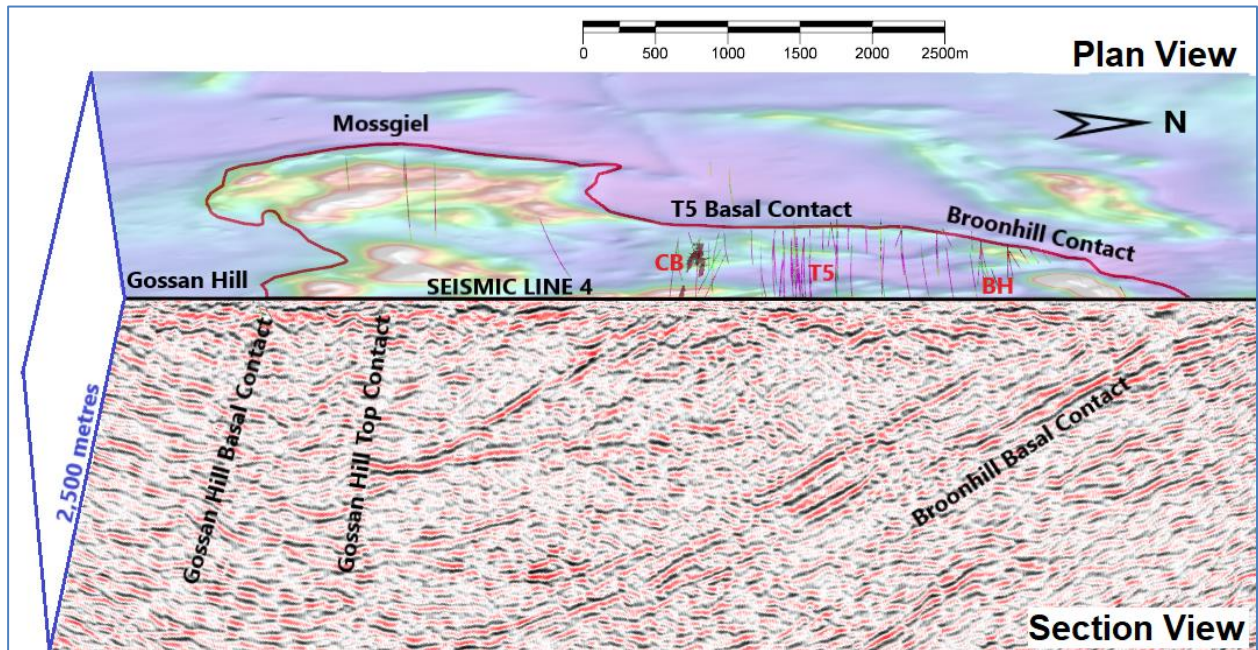 0 500 1000 1500 2000 2500m
Plan View
Mossgiel
N
T5 Basal Contact
Broonhill Contact
CB
T5
BH
Gossan Hill
SEISMIC LINE 4
Gossan Hill Basal Contact
Gossan Hill Top Contact
Broonhill Basal Contact
2,500 metres
Section View